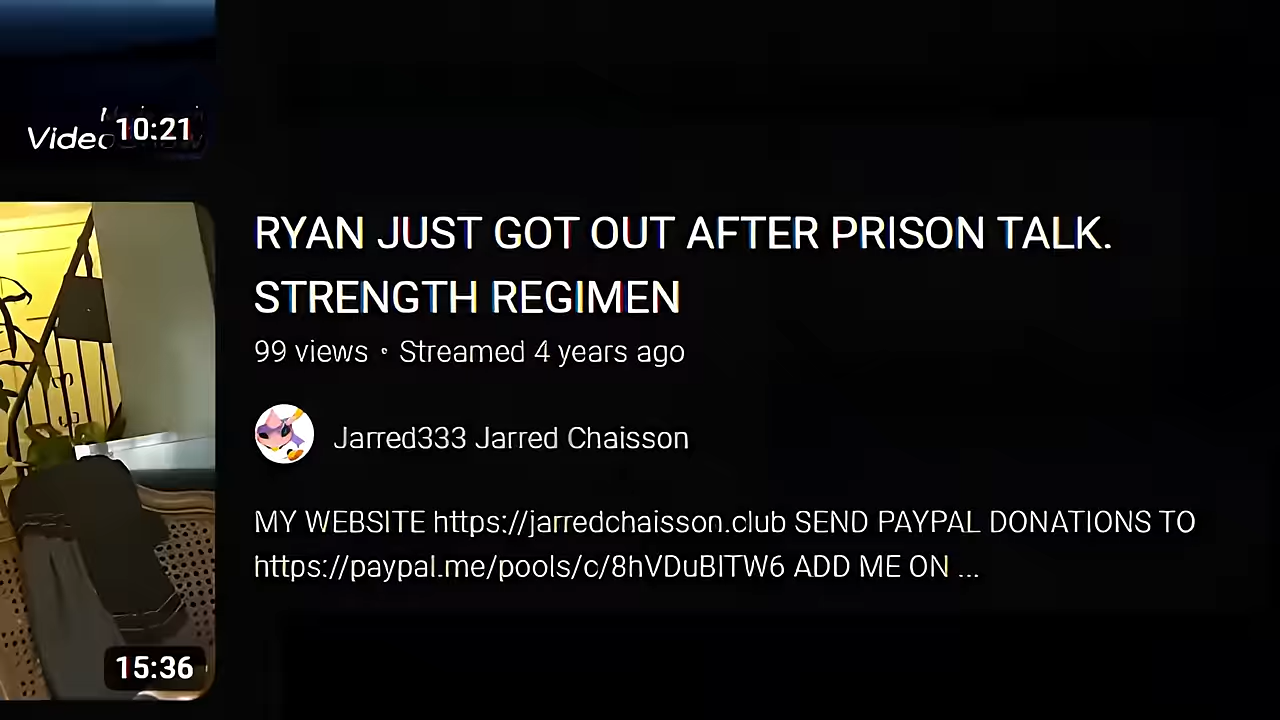 Video
10:21
RYAN JUST GOT OUT AFTER PRISON TALK.
STRENGTH REGIMEN
99 views • Streamed 4 years ago
Jarred333 Jarred Chaisson
MY WEBSITE https://jarredchaisson.club SEND PAYPAL DONATIONS TO
https://paypal.me/pools/c/8hVDuBlTW6 ADD ME ON ...
15:36